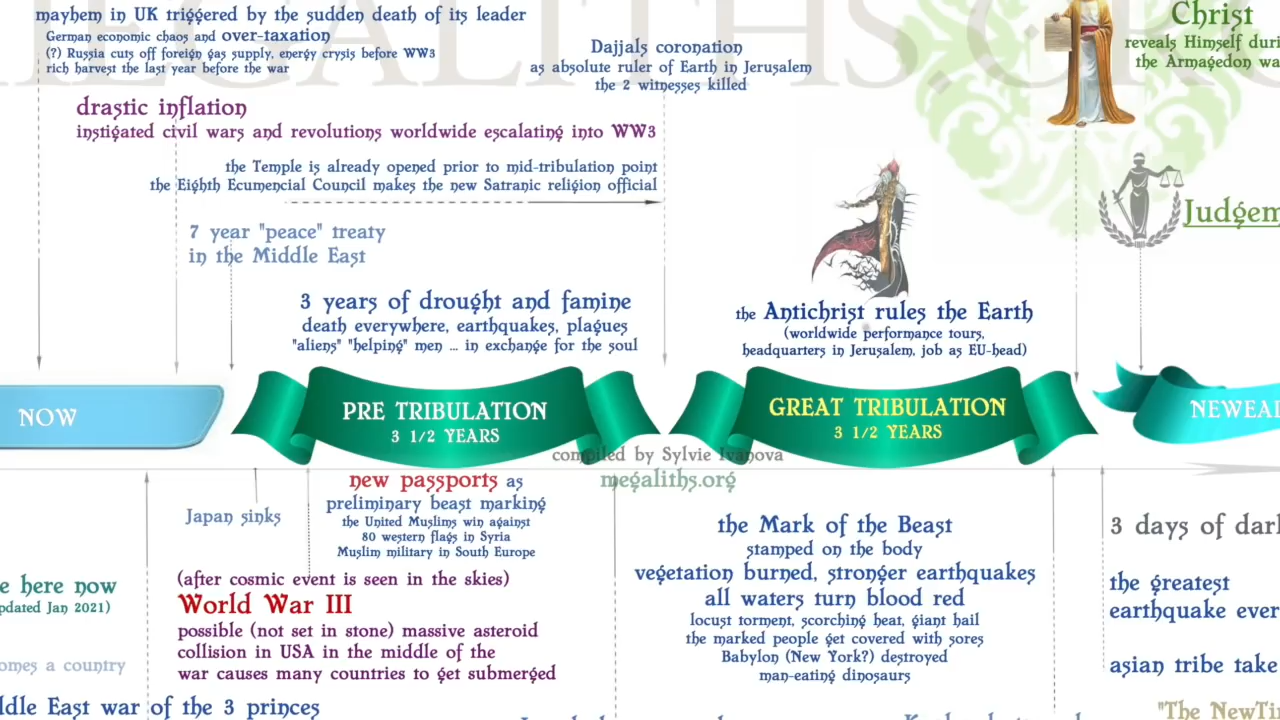 mayhem in UK triggered by the sudden death of its leader
German economic chaos and over-taxation
(?) Russia cuts off foreign gas supply, energy crysis before WW3
rich harvest the last year before the war
Dajjals coronation
as absolute ruler of Earth in Jerusalem
the 2 witnesses killed
Christ
reveals Himself duri
the Armagedon wa
drastic inflation
instigated civil wars and revolutions worldwide escalating into WW3
the Temple is already opened prior to mid-tribulation point
the Eighth Ecumencial Council makes the new Satranic religion official
Judgem
7 year "peace" treaty
in the Middle East
3 years of drought and famine
death everywhere, earthquakes, plagues
"aliens" "helping" men ... in exchange for the soul
the Antichrist rules the Earth
(worldwide performance tours,
headquarters in Jerusalem, job as EU-head)
NOW
PRE TRIBULATION
3 1/2 YEARS
GREAT TRIBULATION
3 1/2 YEARS
NEWEA
compiled by Sylvie Ivanova
megaliths.org
new passports as
preliminary beast marking
the United Muslims win against
80 western flags in Syria
Muslim military in South Europe
Japan sinks
(after cosmic event is seen in the skies)
World War III
possible (not set in stone) massive asteroid
collision in USA in the middle of the
war causes many countries to get submerged
e here now
pdated Jan 2021)
omes a country
ddle East war of the 3 princes
the Mark of the Beast
stamped on the body
vegetation burned, stronger earthquakes
all waters turn blood red
locust torment, scorching heat, giant hail
the marked people get covered with sores
Babylon (New York?) destroyed
man-eating dinosaurs
3 days of dar
the greatest
earthquake ever
asian tribe take
"The NewTi